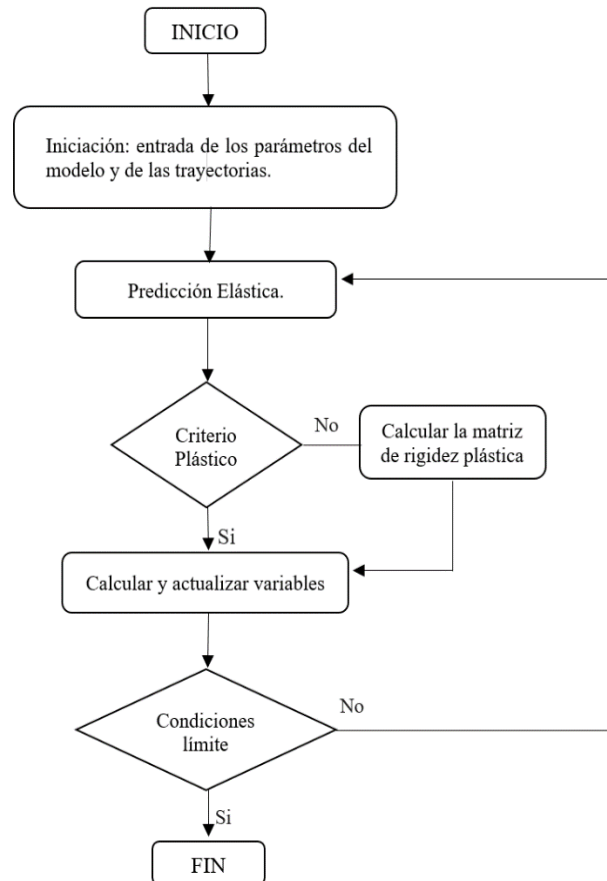 INICIO
Iniciación: entrada de los parámetros del
modelo y de las trayectorias.
Predicción Elástica.
Criterio
Plástico
No
Calcular la matriz
de rigidez plástica
Si
Calcular y actualizar variables
Condiciones
límite
No
Si
FIN